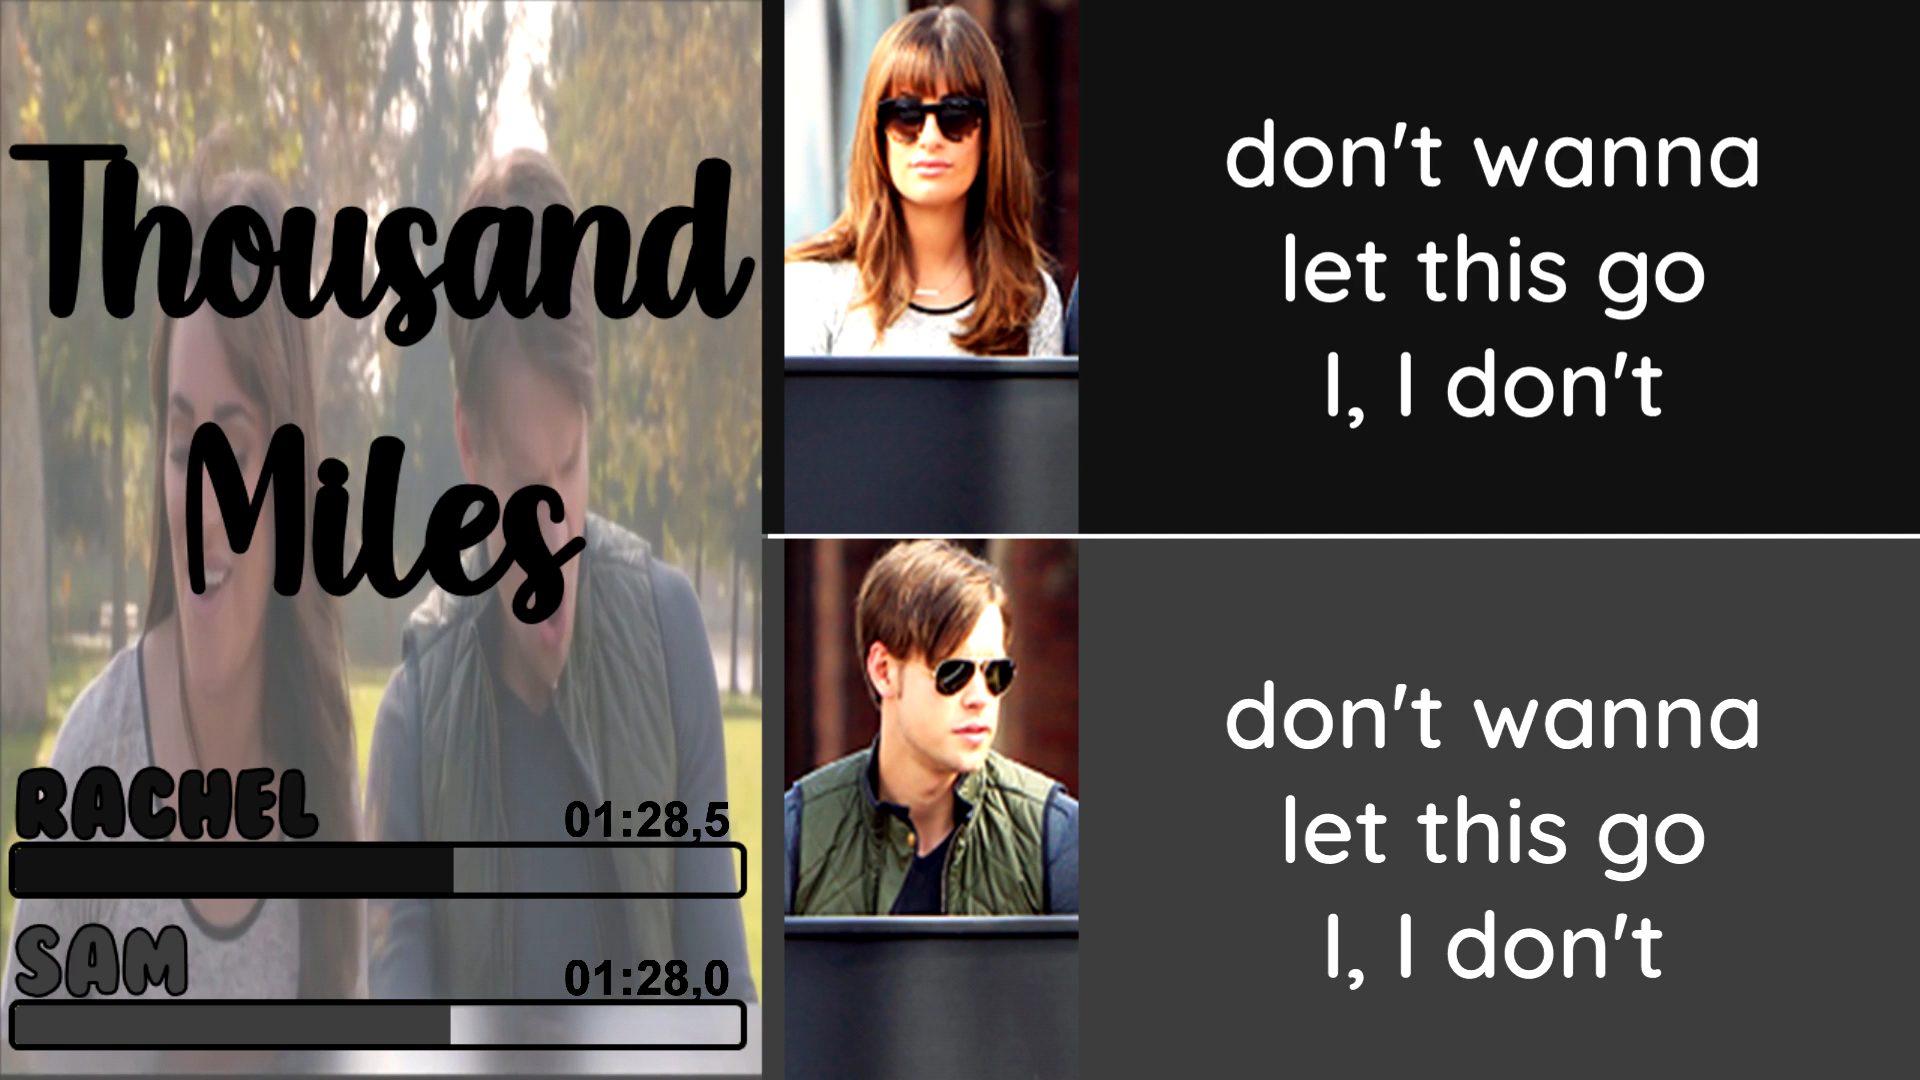 Thousand
Miles
RACHEL
01:28,5
SAM
01:28,0
don't wanna
let this go
I, I don't
don't wanna
let this go
I, I don't